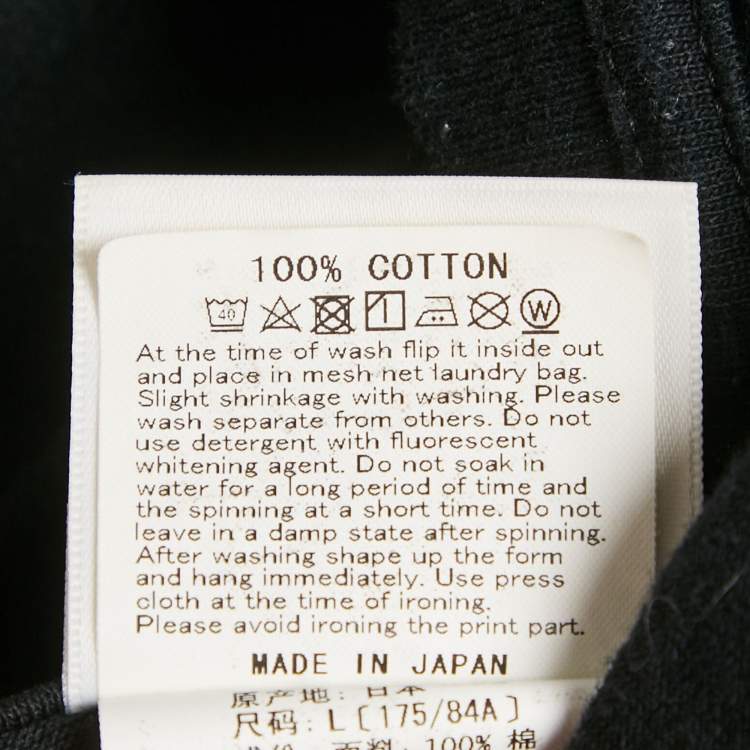 100% COTTON
40 W
At the time of wash flip it inside out
and place in mesh net laundry bag.
Slight shrinkage with washing. Please
wash separate from others. Do not
use detergent with fluorescent
whitening agent. Do not soak in
water for a long period of time and
the spinning at a short time. Do not
leave in a damp state after spinning.
After washing shape up the form
and hang immediately. Use press
cloth at the time of ironing.
Please avoid ironing the print part.
MADE IN JAPAN
原产地: 日本
尺码: L〔175/84A〕
面料: 100% 棉